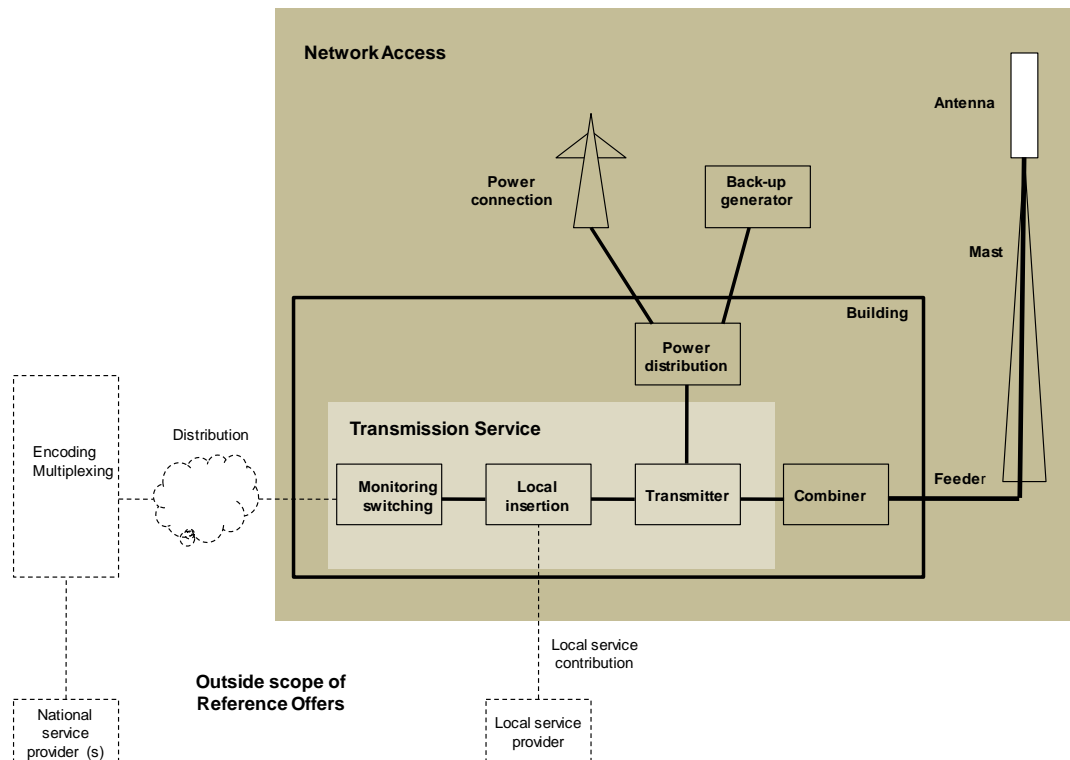 Network Access
Antenna
Power
connection
Back-up
generator
Mast
Building
Power
distribution
Transmission Service
Distribution
Encoding
Multiplexing
Monitoring
switching
Local
insertion
Transmitter
Combiner
Feeder
Local service
contribution
Outside scope of
Reference Offers
National
service
provider (s)
Local service
provider